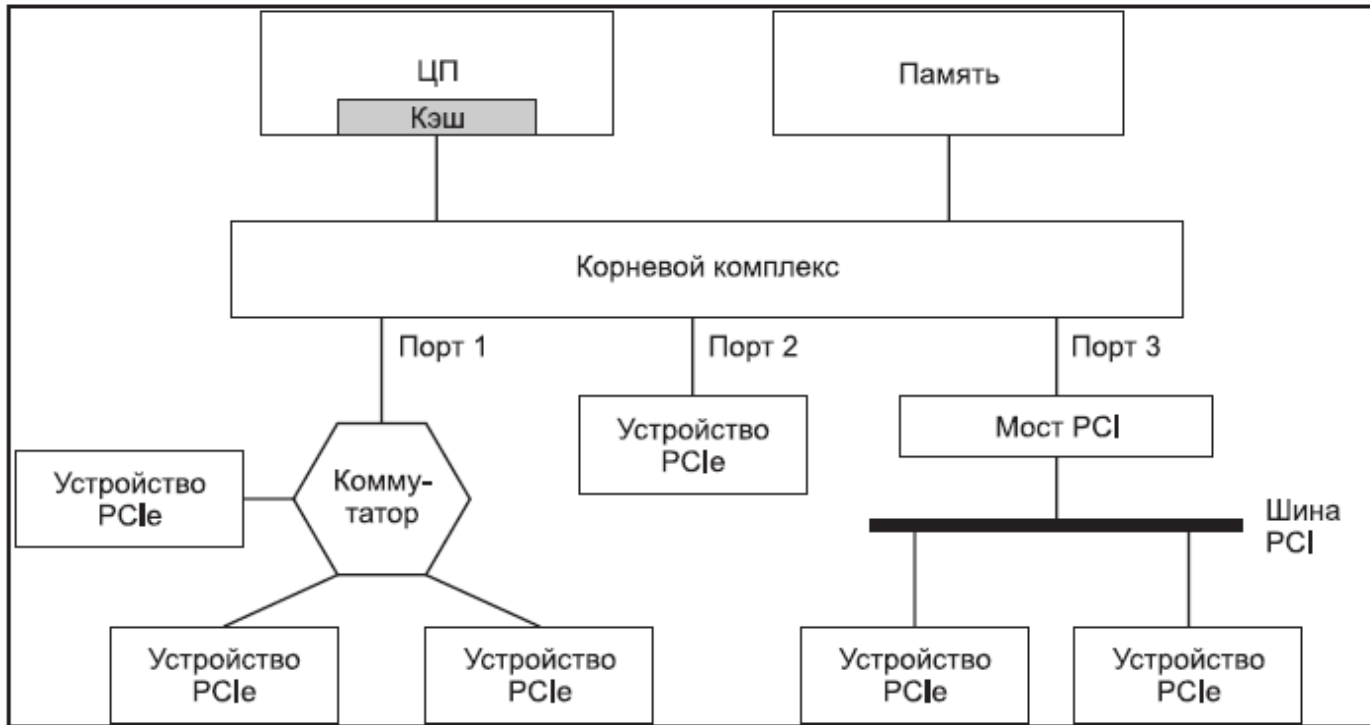 ЦП
Кэш
Память
Корневой комплекс
Порт 1
Порт 2
Порт 3
Устройство
PCIe
Комму-
татор
Устройство
PCIe
Мост PCI
Шина
PCI
Устройство
PCIe
Устройство
PCIe
Устройство
PCIe
Устройство
PCIe